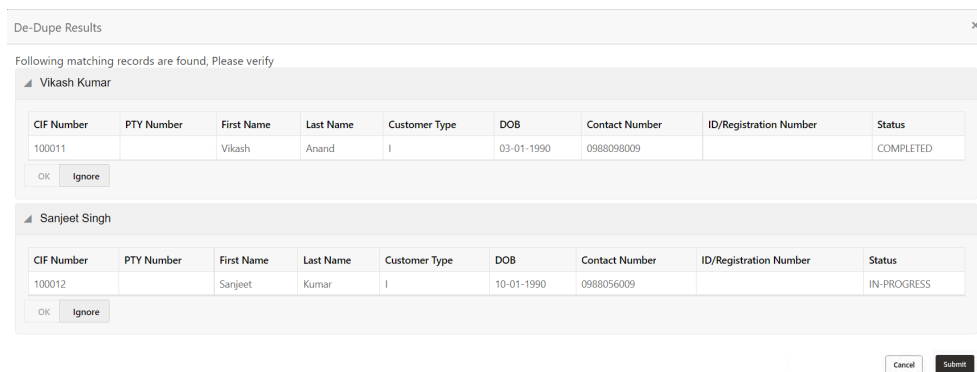 De-Dupe Results
Following matching records are found, Please verify
Vikash Kumar
CIF Number PTY Number First Name Last Name Customer Type DOB Contact Number ID/Registration Number Status
100011 Vikash Anand I 03-01-1990 0988098009 COMPLETED
OK Ignore
Sanjeet Singh
CIF Number PTY Number First Name Last Name Customer Type DOB Contact Number ID/Registration Number Status
100012 Sanjeet Kumar I 10-01-1990 0988056009 IN-PROGRESS
OK Ignore
Cancel Submit